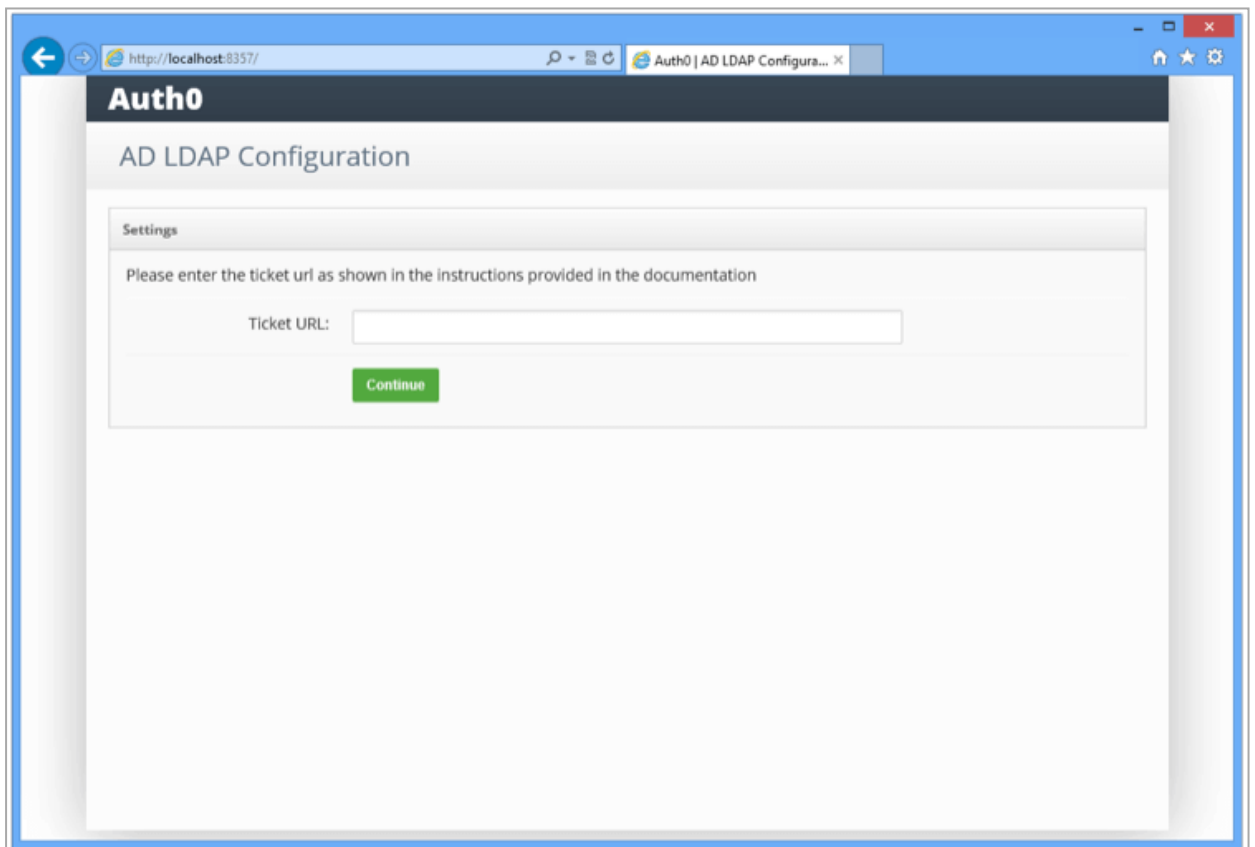 http://localhost:8357/
Auth0 | AD LDAP Configura...
Auth0
AD LDAP Configuration
Settings
Please enter the ticket url as shown in the instructions provided in the documentation
Ticket URL:
Continue